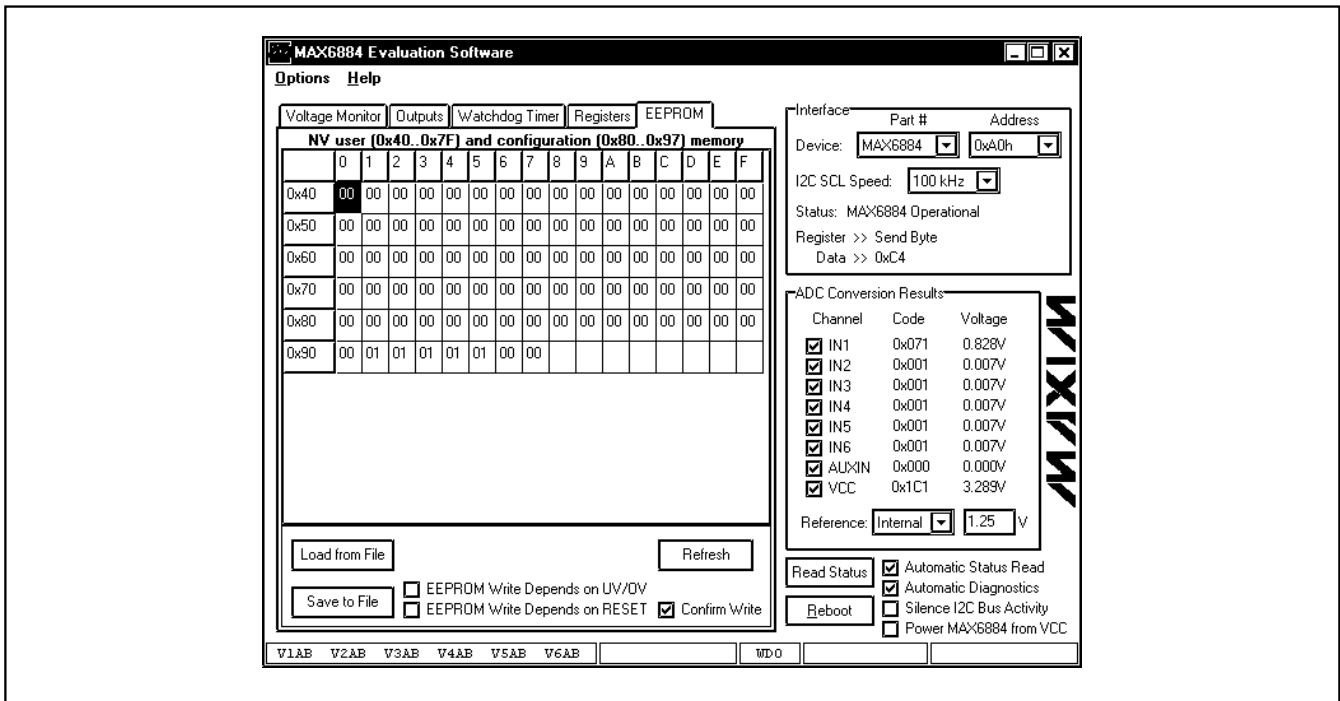 MAX6884 Evaluation Software
Options Help
Voltage Monitor Outputs Watchdog Timer Registers EEPROM
NV user (0x40..0x7F) and configuration (0x80..0x97) memory
0 1 2 3 4 5 6 7 8 9 A B C D E F
0x40 00 00 00 00 00 00 00 00 00 00 00 00 00 00 00 00
0x50 00 00 00 00 00 00 00 00 00 00 00 00 00 00 00 00
0x60 00 00 00 00 00 00 00 00 00 00 00 00 00 00 00 00
0x70 00 00 00 00 00 00 00 00 00 00 00 00 00 00 00 00
0x80 00 00 00 00 00 00 00 00 00 00 00 00 00 00 00 00
0x90 00 01 01 01 01 01 00 00
Load from File
Refresh
Save to File
EEPROM Write Depends on UV/OV
EEPROM Write Depends on RESET Confirm Write
Interface
Part # Address
Device: MAX6884 0xA0h
I2C SCL Speed: 100 kHz
Status: MAX6884 Operational
Register >> Send Byte
Data >> 0xC4
ADC Conversion Results
Channel Code Voltage
IN1 0x071 0.828V
IN2 0x001 0.007V
IN3 0x001 0.007V
IN4 0x001 0.007V
IN5 0x001 0.007V
IN6 0x001 0.007V
AUXIN 0x000 0.000V
VCC 0x1C1 3.289V
Reference: Internal 1.25 V
MAXIM
Read Status
Automatic Status Read
Automatic Diagnostics
Reboot
Silence I2C Bus Activity
Power MAX6884 from VCC
V1AB V2AB V3AB V4AB V5AB V6AB WDO